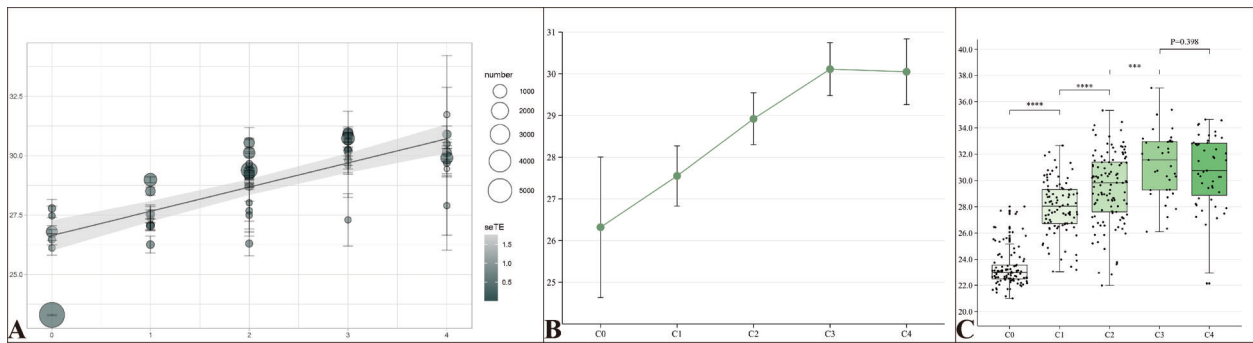 32.5
30.0
27.5
25.0
0
1
2
3
4
number
1000
2000
3000
4000
5000
seTE
1.5
1.0
0.5
A
31
30
29
28
27
26
25
C0
C1
C2
C3
C4
B
40.0
38.0
36.0
34.0
32.0
30.0
28.0
26.0
24.0
22.0
20.0
****
****
***
P=0.398
C0
C1
C2
C3
C4
C